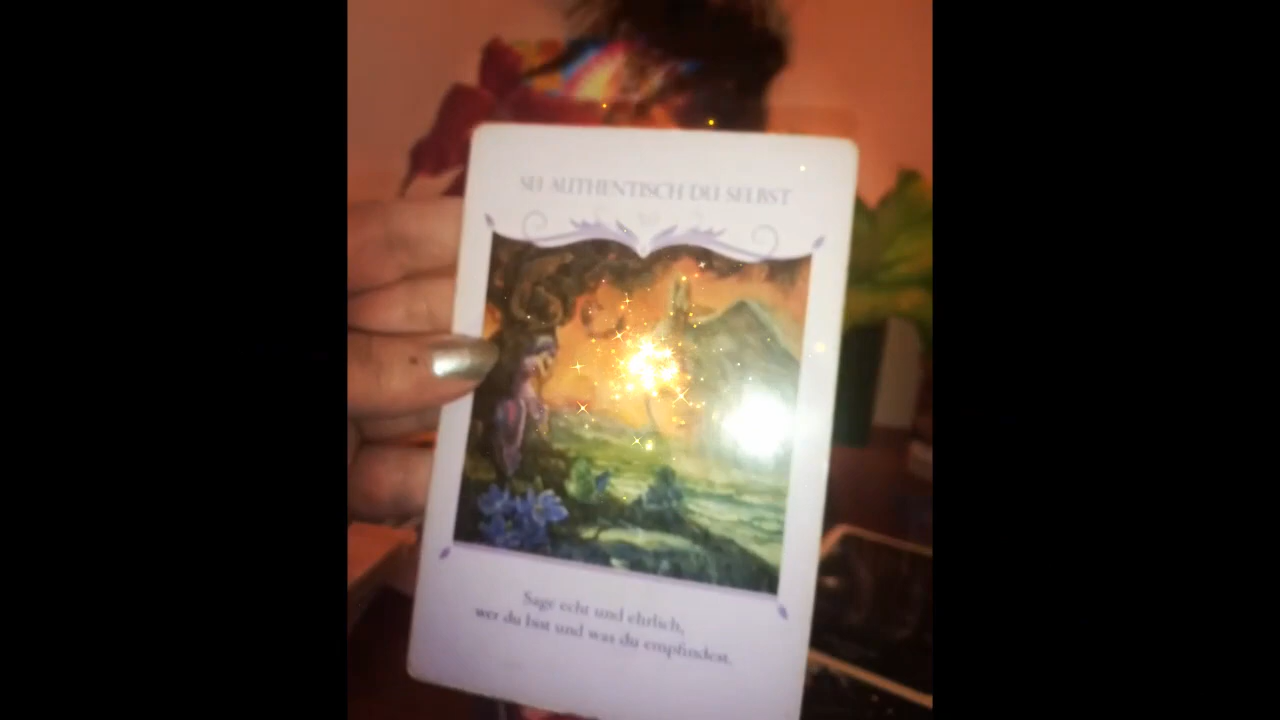 SEI AUTHENTISCH DU SELBST
Sage echt und ehrlich,
wer du bist und was du empfindest.